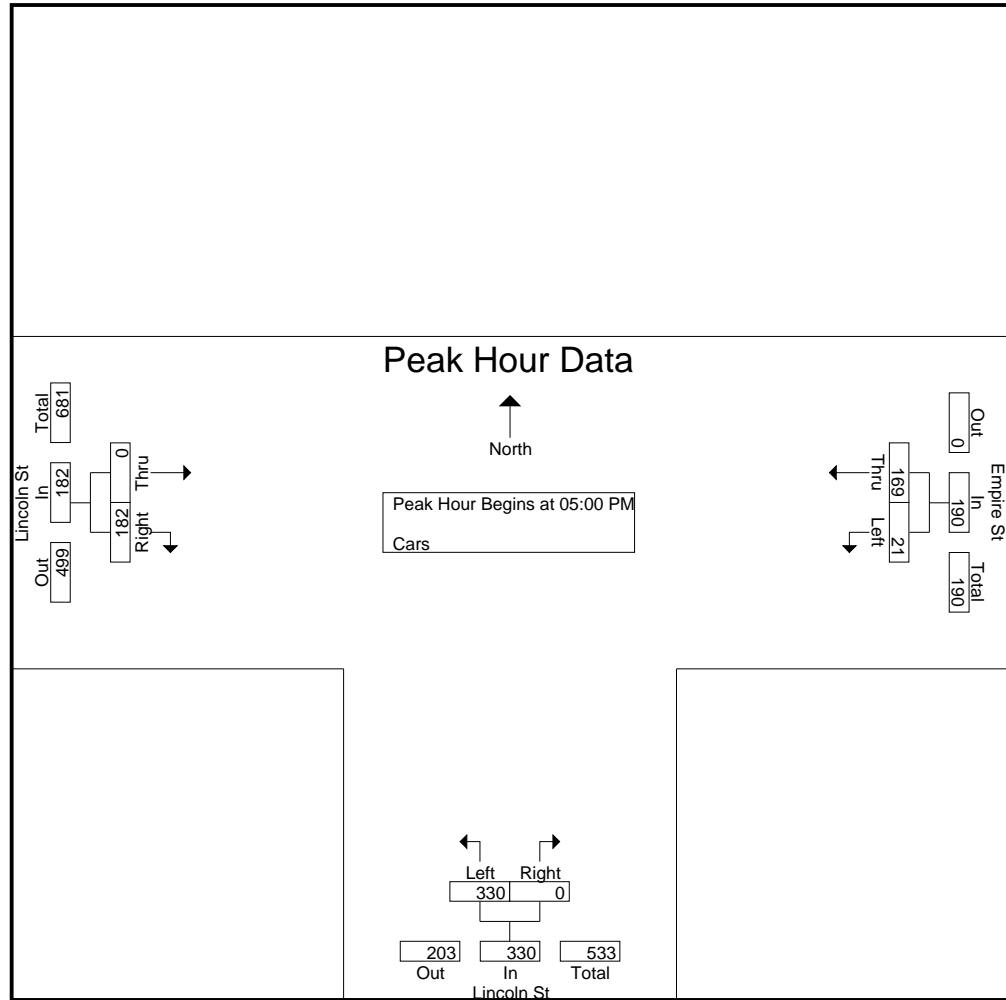 Peak Hour Data
North
Peak Hour Begins at 05:00 PM
Cars
Lincoln St
Total
681
In
182
Out
499
0
Thru
182
Right
Empire St
Out
0
In
190
Total
190
Thru
169
Left
21
Left
Right
330
0
203
330
533
Out
In
Total
Lincoln St